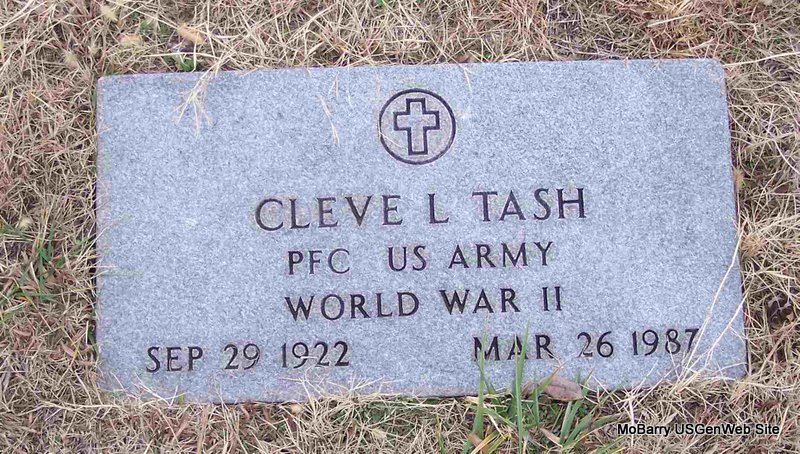 CLEVE L TASH
PFC US ARMY
WORLD WAR II
SEP 29 1922 MAR 26 1987
MoBarry USGenWeb Site